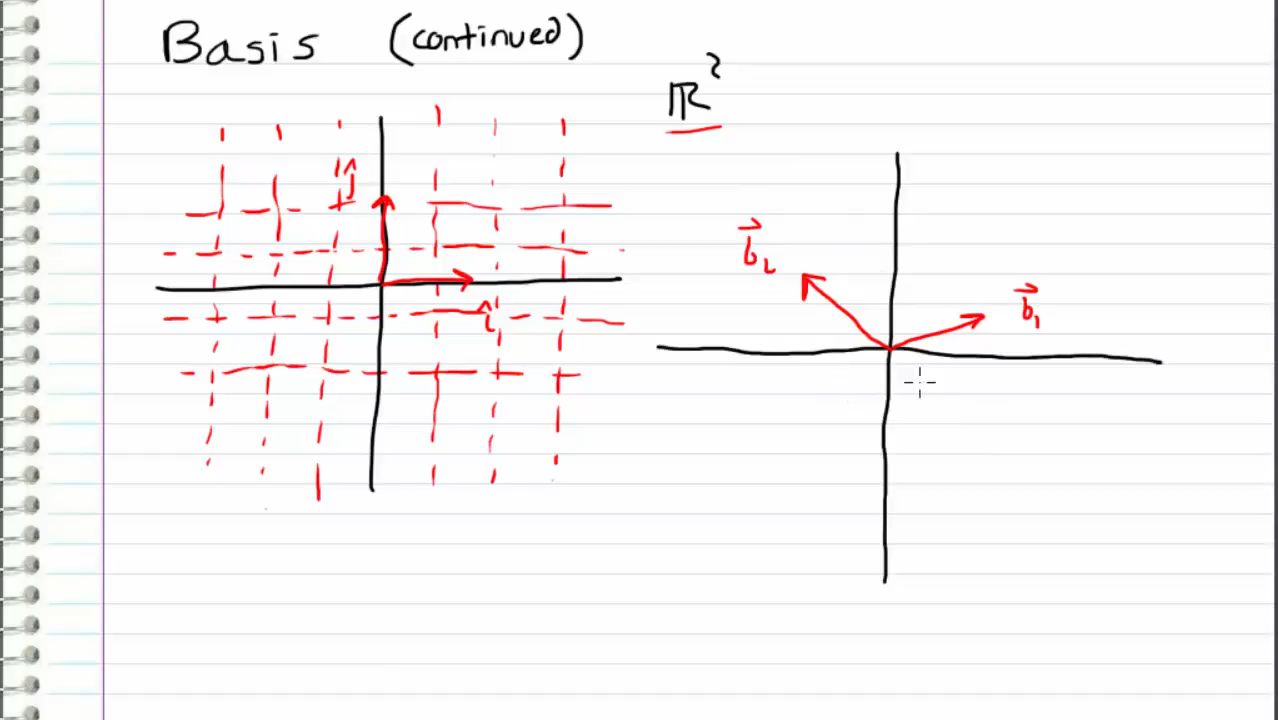 Basis (continued)
ℝ²
ĵ
î
b⃗₂
b⃗₁